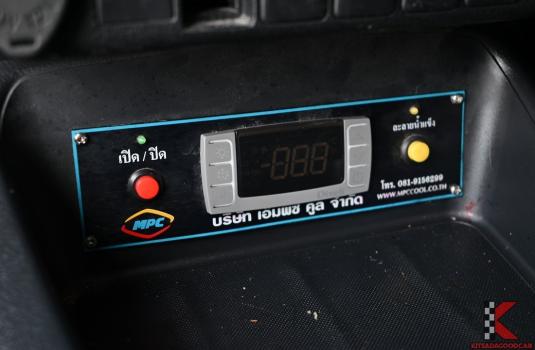 เปิด / ปิด
-888
ละลายน้ำแข็ง
MPC
บริษัท เอ็มพีซี คูล จำกัด
โทร. 081-9156299
WWW.MPCCOOL.CO.TH
K
KITSADAGOODCAR